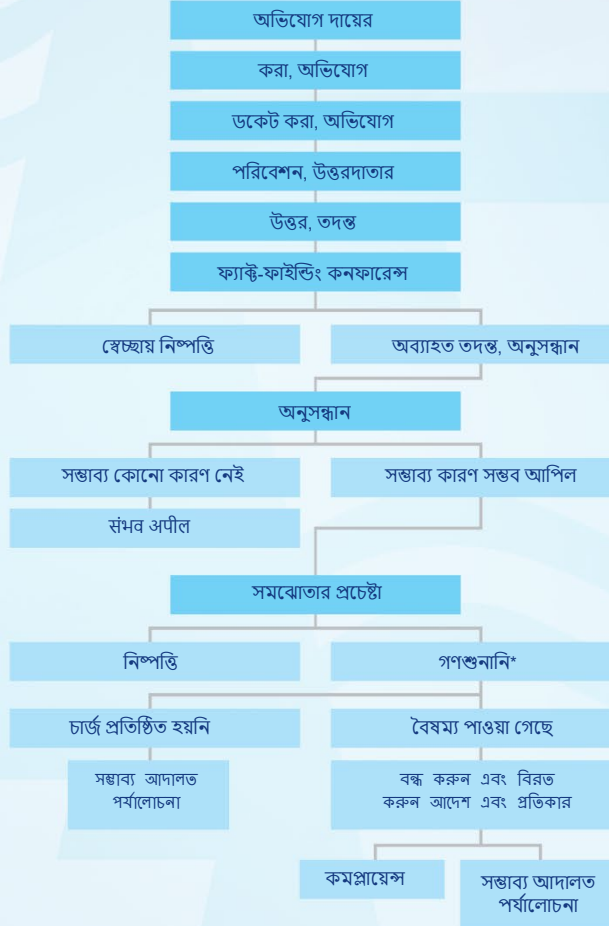 অভিযোগ দায়ের
করা, অভিযোগ
ডকেট করা, অভিযোগ
পরিবেশন, উত্তরদাতার
উত্তর, তদন্ত
ফ্যাক্ট-ফাইন্ডিং কনফারেন্স
স্বেচ্ছায় নিষ্পত্তি
অব্যাহত তদন্ত, অনুসন্ধান
অনুসন্ধান
সম্ভাব্য কোনো কারণ নেই
সম্ভাব্য কারণ সম্ভব আপিল
संभव अपील
সমঝোতার প্রচেষ্টা
নিষ্পত্তি
গণশুনানি*
চার্জ প্রতিষ্ঠিত হয়নি
বৈষম্য পাওয়া গেছে
সম্ভাব্য আদালত
পর্যালোচনা
বন্ধ করুন এবং বিরত
করুন আদেশ এবং প্রতিকার
কমপ্লায়েন্স
সম্ভাব্য আদালত
পর্যালোচনা